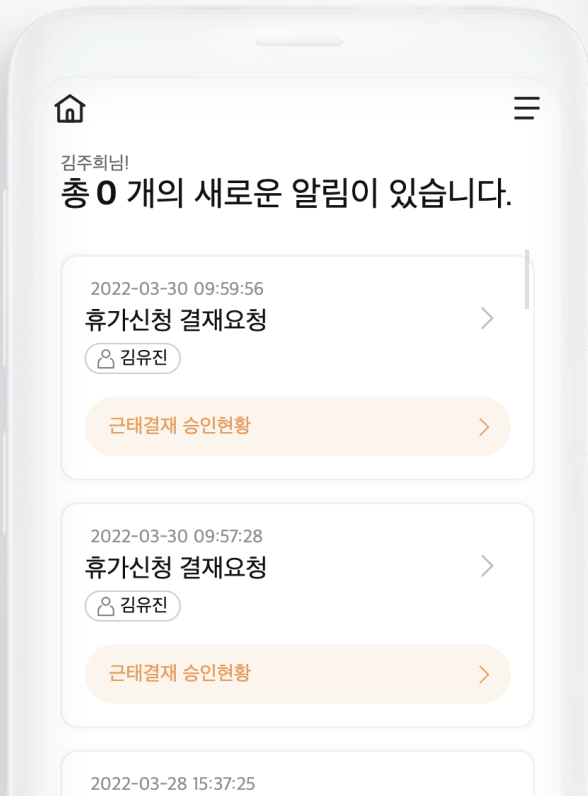 김주희님!
총 0 개의 새로운 알림이 있습니다.
2022-03-30 09:59:56
휴가신청 결재요청
김유진
근태결재 승인현황
2022-03-30 09:57:28
휴가신청 결재요청
김유진
근태결재 승인현황
2022-03-28 15:37:25